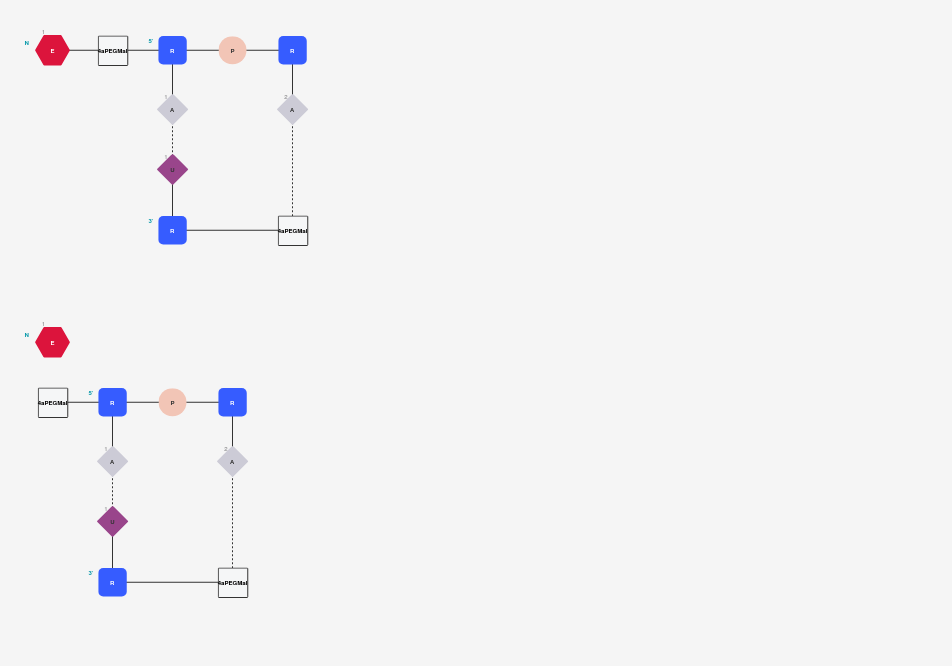 1
N E 4aPEGMal 5' R P R
1 A 2 A
1 U
3' R 4aPEGMal
1
N E
4aPEGMal 5' R P R
1 A 2 A
1 U
3' R 4aPEGMal